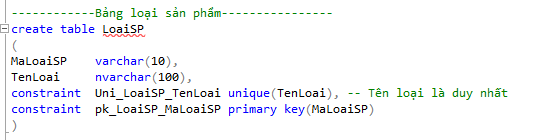 ------------Bảng loại sản phẩm----------------
create table LoaiSP
(
MaLoaiSP    varchar(10),
TenLoai     nvarchar(100),
constraint  Uni_LoaiSP_TenLoai unique(TenLoai), -- Tên loại là duy nhất
constraint  pk_LoaiSP_MaLoaiSP primary key(MaLoaiSP)
)